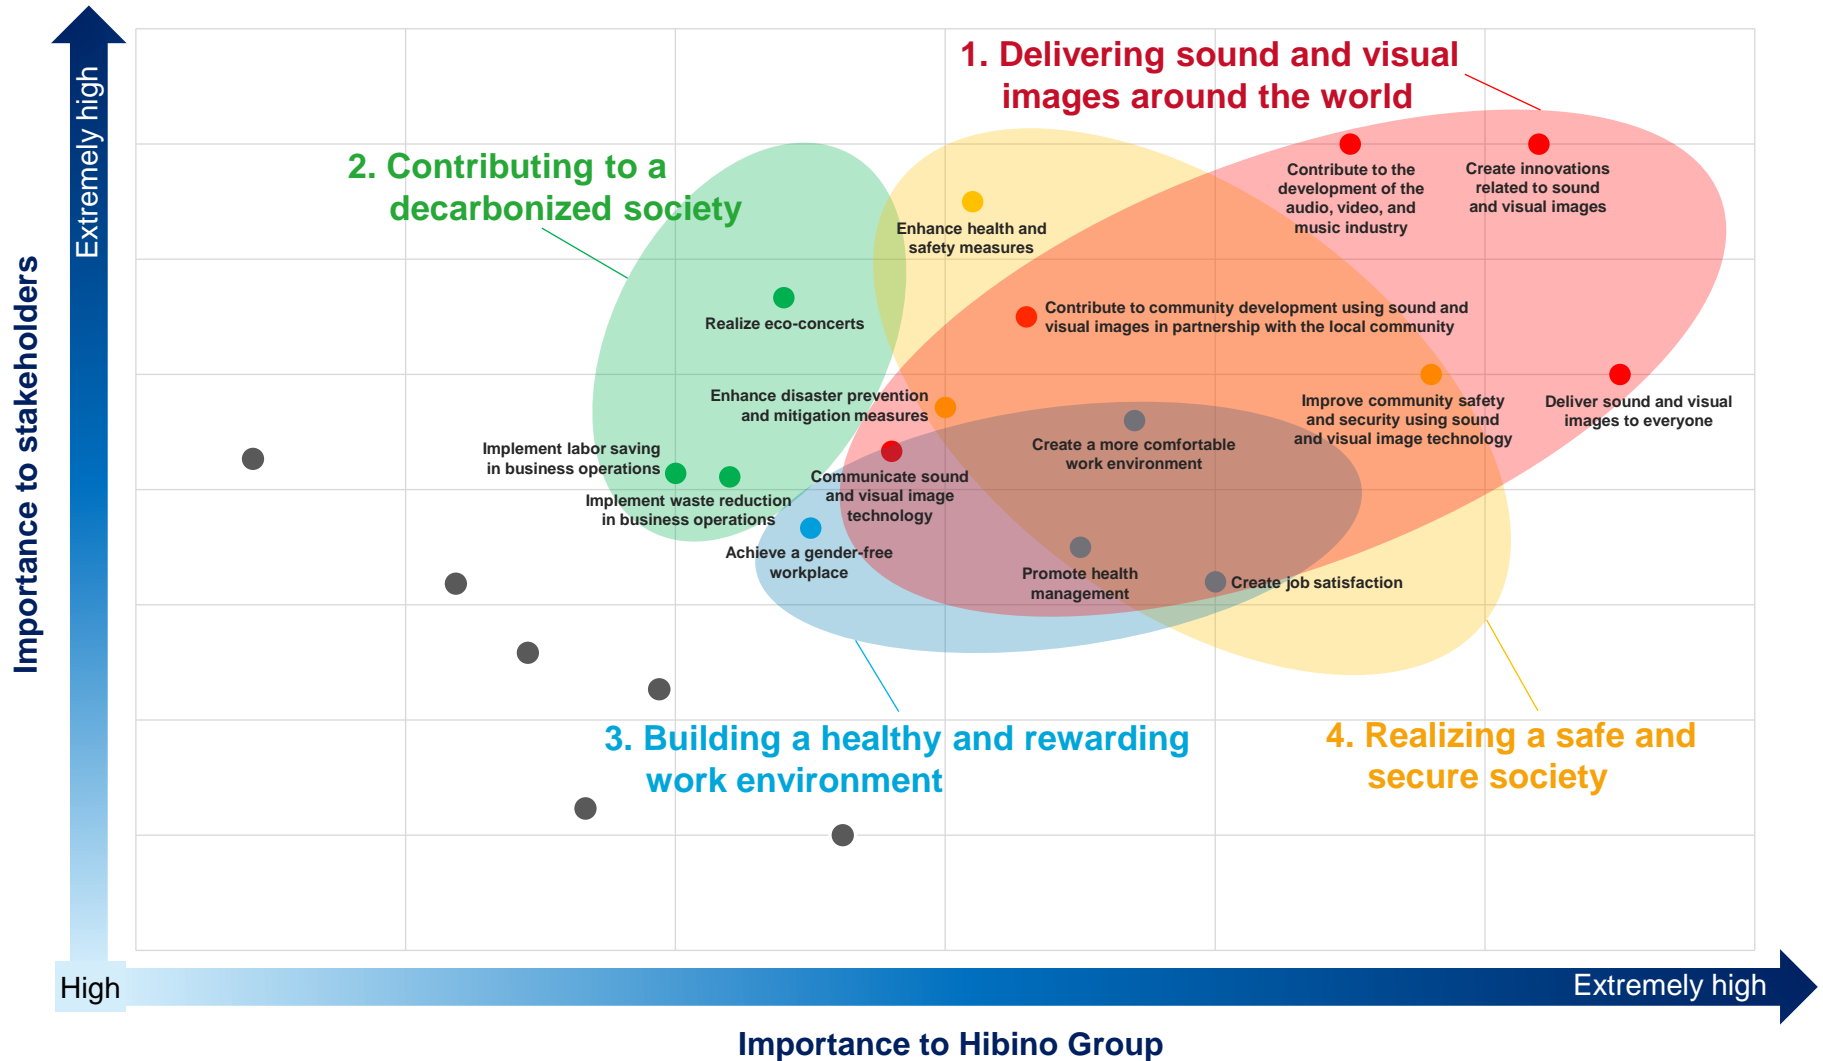 Extremely high
Importance to stakeholders
1. Delivering sound and visual
images around the world
2. Contributing to a
decarbonized society
Contribute to the
development of the
audio, video, and
music industry
Create innovations
related to sound
and visual images
Enhance health and
safety measures
Realize eco-concerts
Contribute to community development using sound and
visual images in partnership with the local community
Enhance disaster prevention
and mitigation measures
Improve community safety
and security using sound
and visual image technology
Deliver sound and visual
images to everyone
Create a more comfortable
work environment
Implement labor saving
in business operations
Communicate sound
and visual image
technology
Implement waste reduction
in business operations
Achieve a gender-free
workplace
Promote health
management
Create job satisfaction
3. Building a healthy and rewarding
work environment
4. Realizing a safe and
secure society
High
Extremely high
Importance to Hibino Group